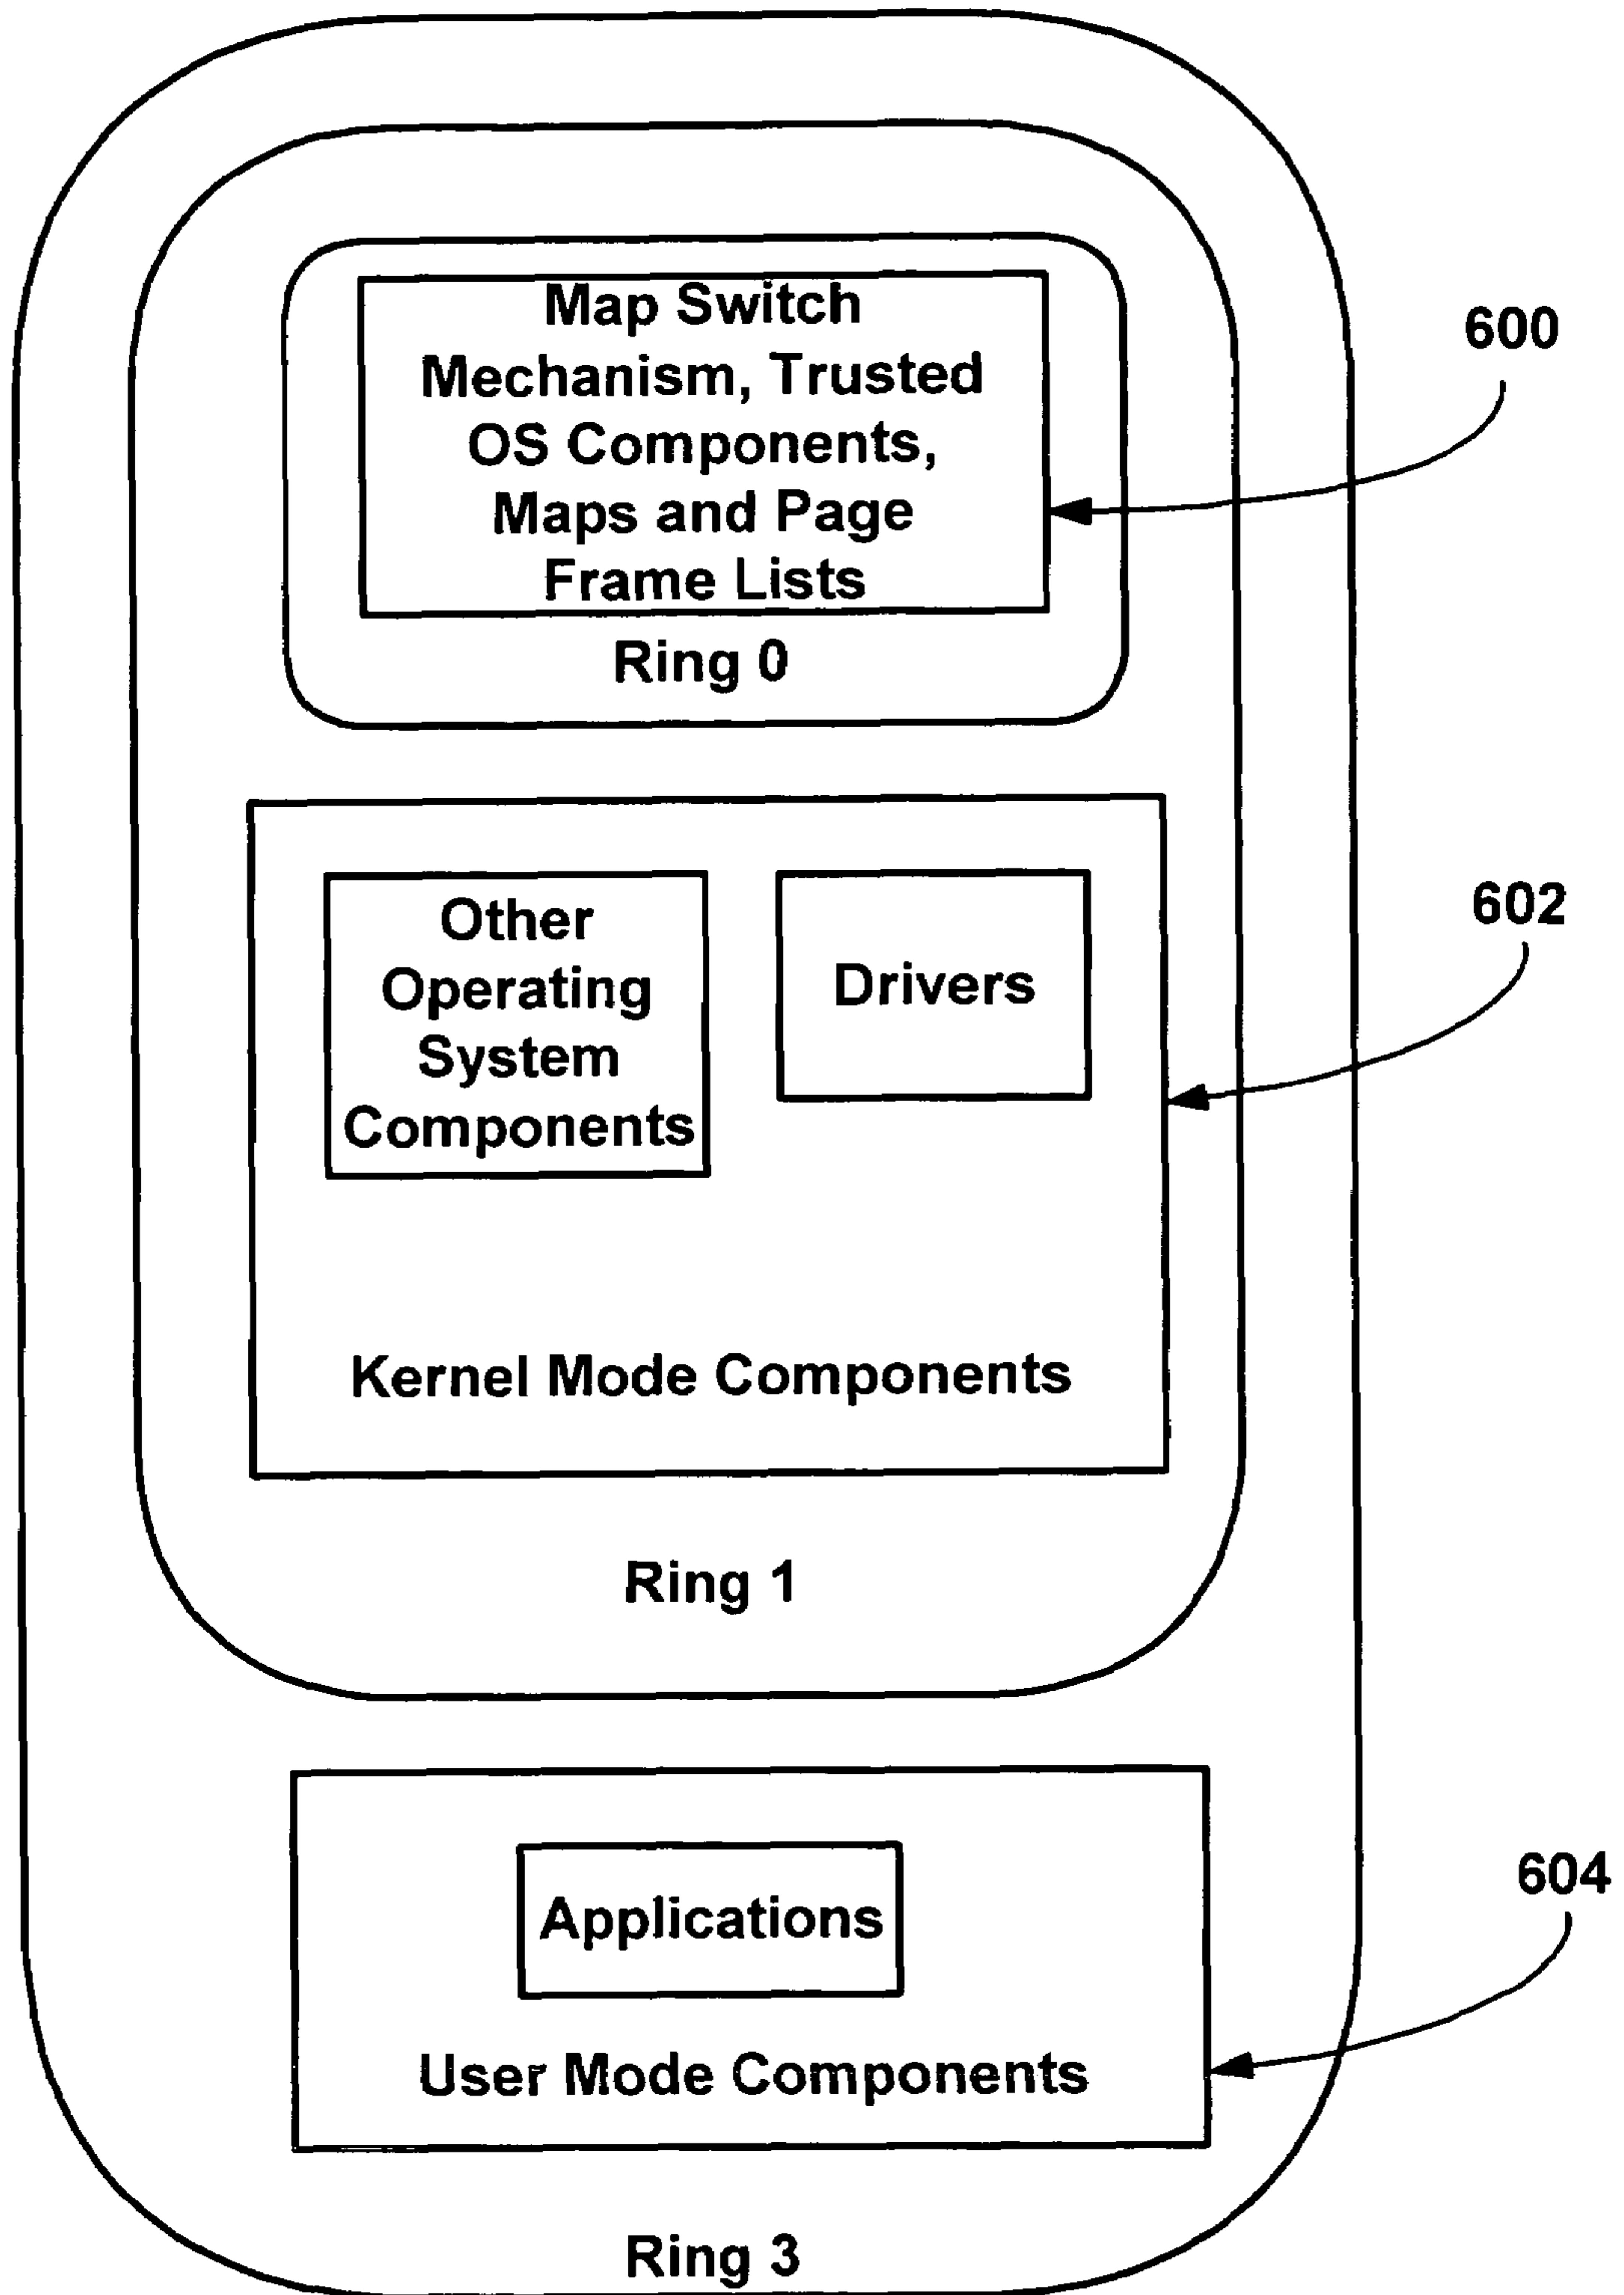 Map Switch
Mechanism, Trusted
OS Components,
Maps and Page
Frame Lists
Ring 0
600
Other
Operating
System
Components
Drivers
602
Kernel Mode Components
Ring 1
Applications
604
User Mode Components
Ring 3